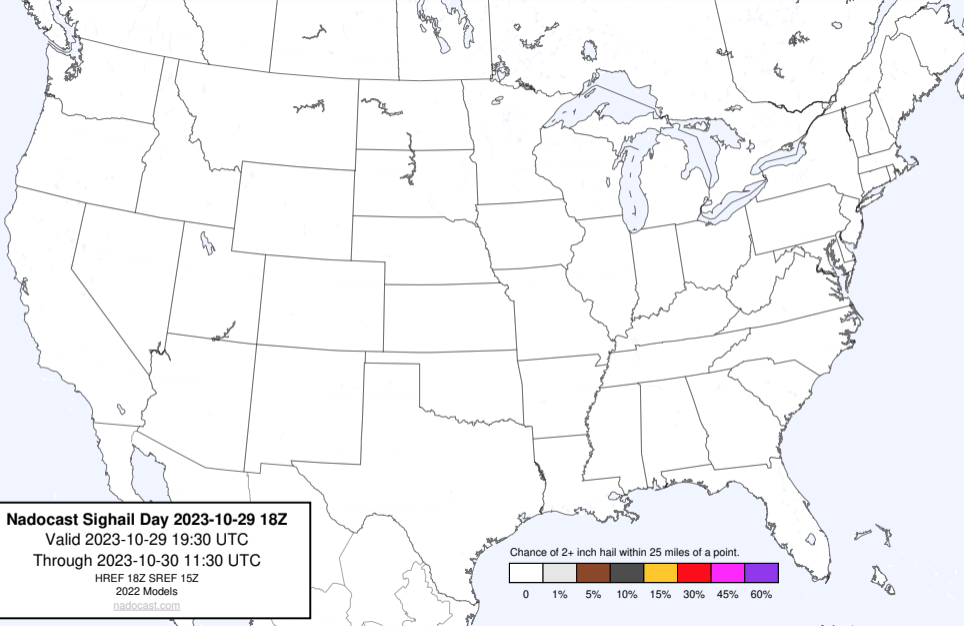 Nadocast Sighail Day 2023-10-29 18Z
Valid 2023-10-29 19:30 UTC
Through 2023-10-30 11:30 UTC
HREF 18Z SREF 15Z
2022 Models
nadocast.com
Chance of 2+ inch hail within 25 miles of a point.
0 1% 5% 10% 15% 30% 45% 60%